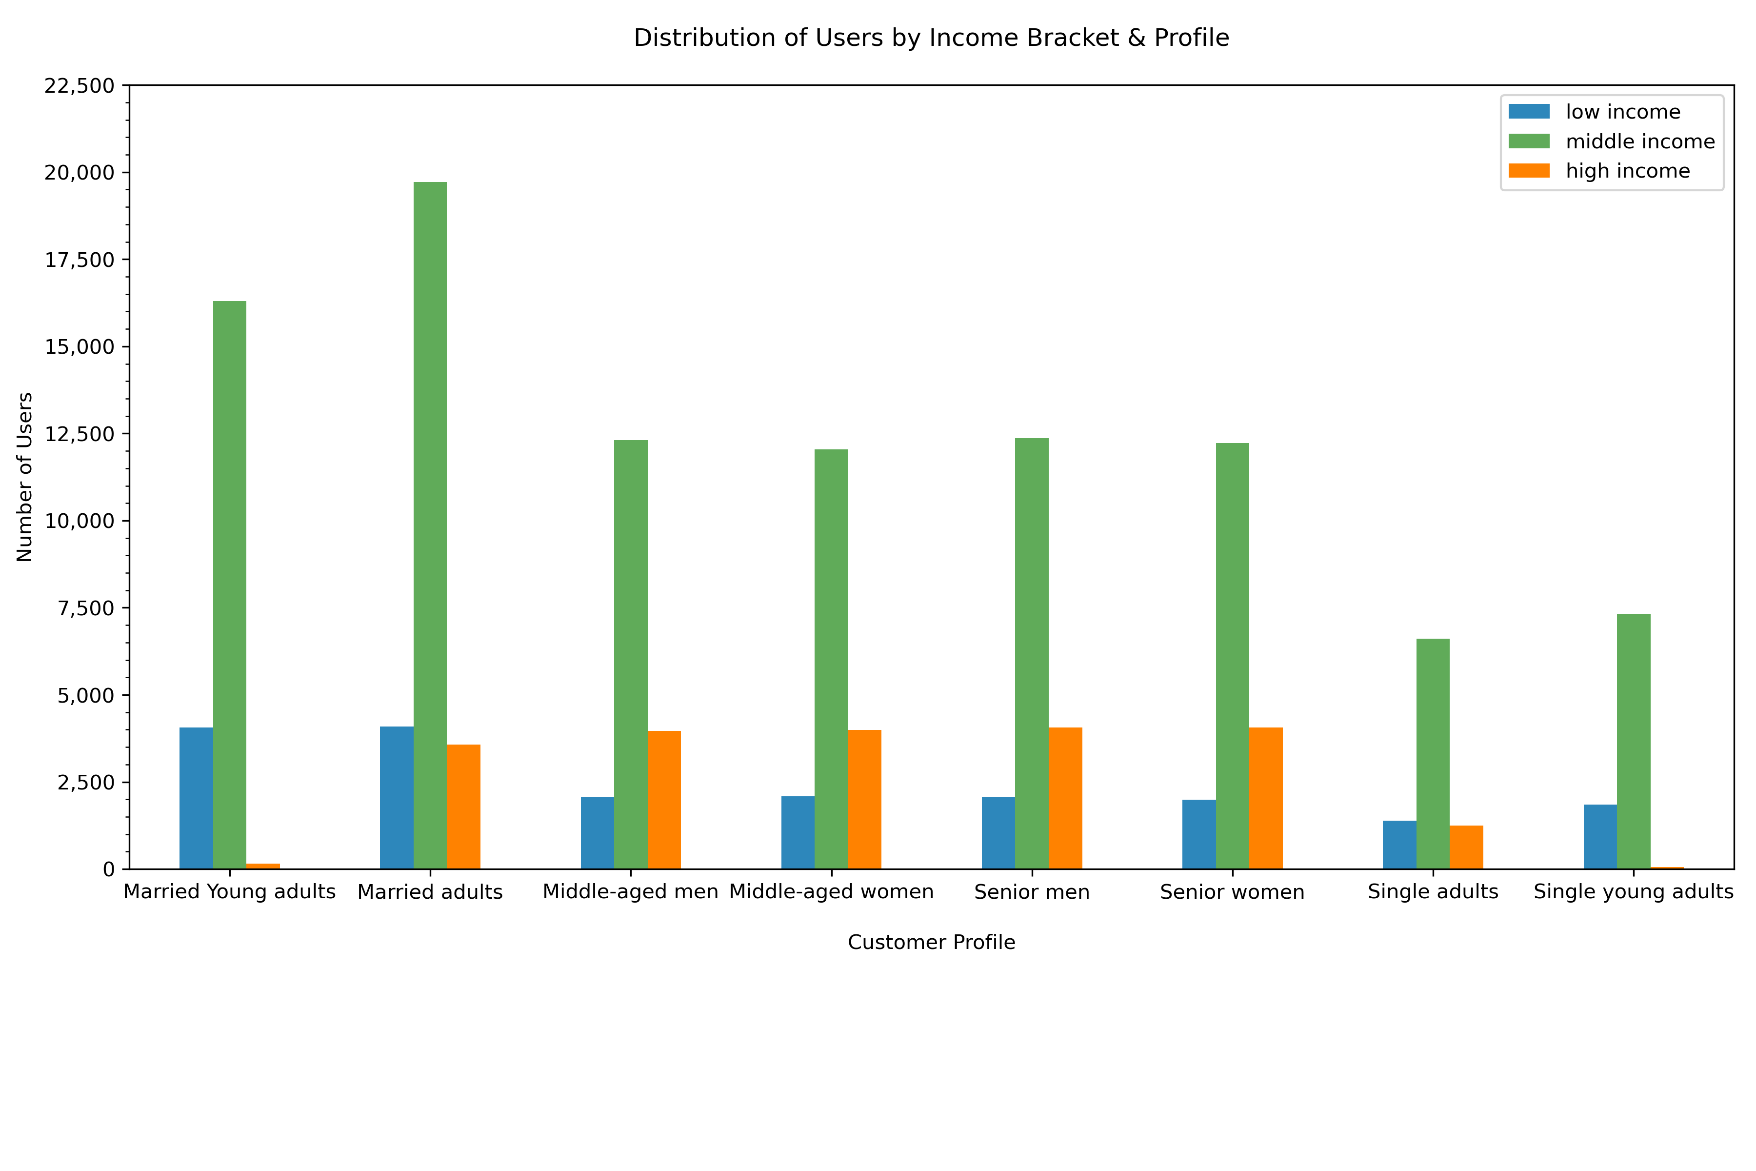 Distribution of Users by Income Bracket & Profile
22,500
20,000
17,500
15,000
12,500
10,000
7,500
5,000
2,500
0
Number of Users
low income
middle income
high income
Married Young adults
Married adults
Middle-aged men
Middle-aged women
Senior men
Senior women
Single adults
Single young adults
Customer Profile